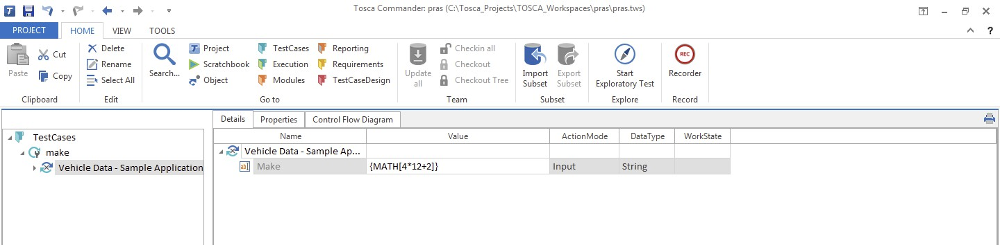 Tosca Commander: pras (C:\Tosca_Projects\TOSCA_Workspaces\pras\pras.tws)
PROJECT HOME VIEW TOOLS ?
Cut Delete Project TestCases Reporting Checkin all REC
Paste Rename Search... Scratchbook Execution Requirements Update all Checkout Import Subset Export Subset Start Exploratory Test Recorder
Copy Select All Object Modules TestCaseDesign Checkout Tree
Clipboard Edit Go to Team Subset Explore Record
Details Properties Control Flow Diagram
Name Value ActionMode DataType WorkState
TestCases
make
Vehicle Data - Sample Application
Vehicle Data - Sample Ap...
ab Make {MATH[4*12+2]} Input String